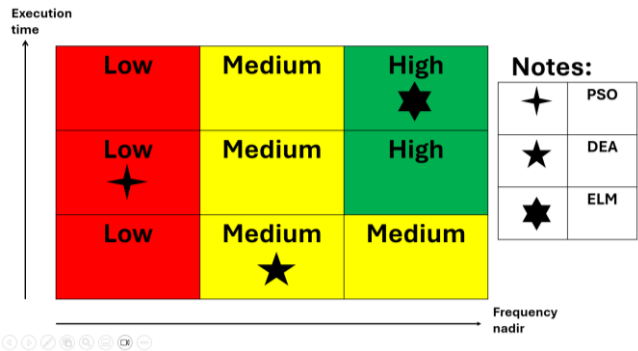 Execution
time
Low Medium High
Low Medium High
Low Medium Medium
Frequency
nadir
Notes:
PSO
DEA
ELM